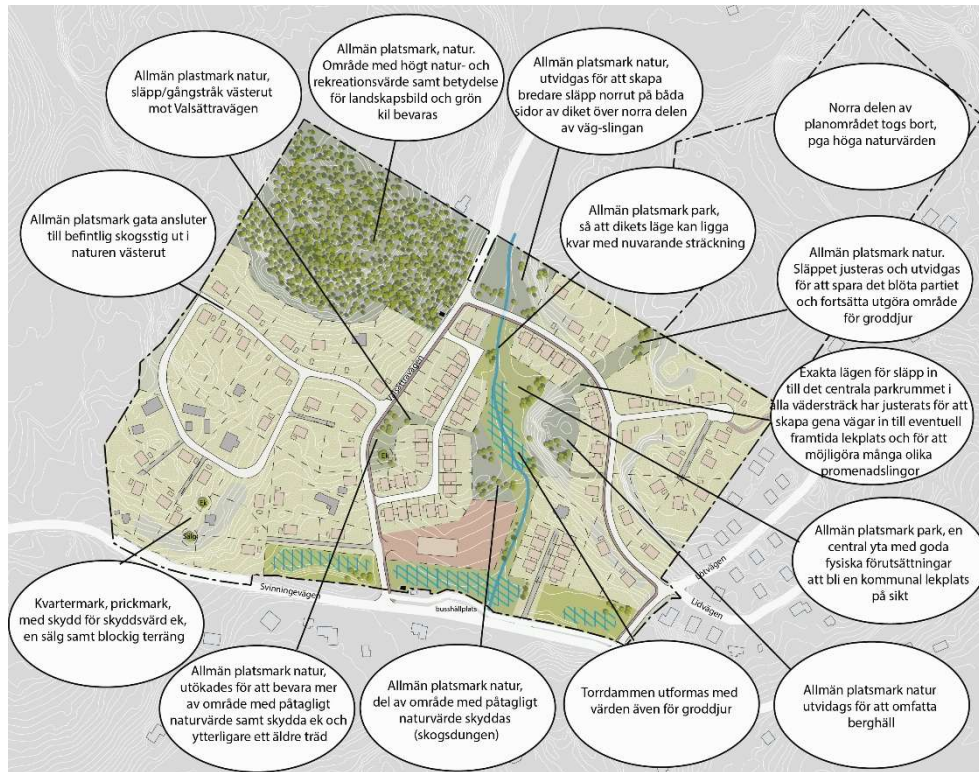 Allmän plastmark natur,
släpp/gångstråk västerut
mot Valsättravägen
Allmän platsmark, natur.
Område med högt natur- och
rekreationsvärde samt betydelse
för landskapsbild och grön
kil bevaras
Allmän platsmark natur,
utvidgas för att skapa
bredare släpp norrut på båda
sidor av diket över norra delen
av väg-slingan
Norra delen av
planområdet togs bort,
pga höga naturvärden
Allmän platsmark gata ansluter
till befintlig skogsstig ut i
naturen västerut
Allmän platsmark park,
så att dikets läge kan ligga
kvar med nuvarande sträckning
Allmän platsmark natur.
Släppet justeras och utvidgas
för att spara det blöta partiet
och fortsätta utgöra område
för groddjur
Exakta lägen för släpp in
till det centrala parkrummet i
alla vädersträck har justerats för att
skapa gena vägar in till eventuell
framtida lekplats och för att
möjligöra många olika
promenadslingor
Valsättravägen
Ek
Ek
Sälg
Allmän platsmark park, en
central yta med goda
fysiska förutsättningar
att bli en kommunal lekplats
på sikt
Svinningevägen
busshållplats
Lidvägen
Kvartermark, prickmark,
med skydd för skyddsvärd ek,
en sälg samt blockig terräng
Allmän platsmark natur,
utökades för att bevara mer
av område med påtagligt
naturvärde samt skydda ek och
ytterligare ett äldre träd
Allmän platsmark natur,
del av område med påtagligt
naturvärde skyddas
(skogsdungen)
Torrdammen utformas med
värden även för groddjur
Allmän platsmark natur
utvidags för att omfatta
berghäll